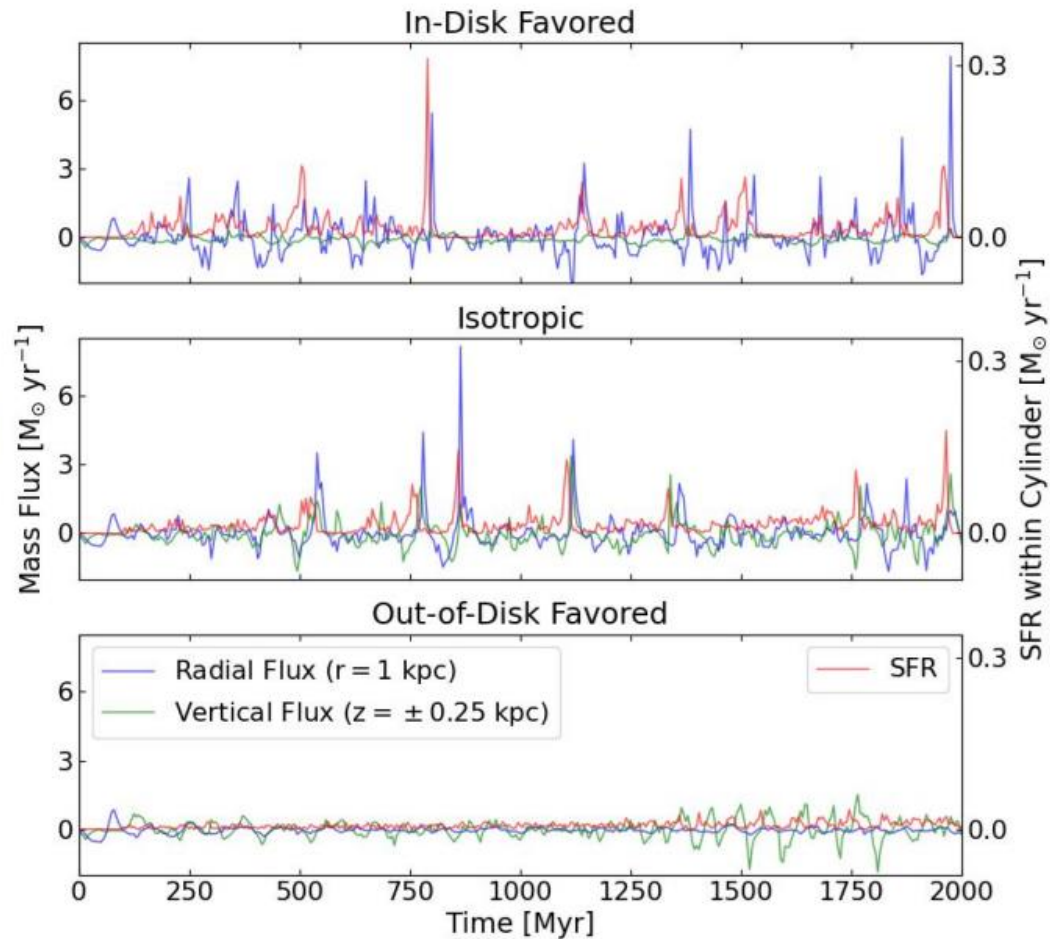 In-Disk Favored
6
3
0
0.3
0.0
Isotropic
6
3
0
0.3
0.0
Out-of-Disk Favored
Radial Flux (r = 1 kpc)
Vertical Flux (z = ± 0.25 kpc)
SFR
6
3
0
0.3
0.0
0 250 500 750 1000 1250 1500 1750 2000
Time [Myr]
Mass Flux [M⊙ yr⁻¹]
SFR within Cylinder [M⊙ yr⁻¹]